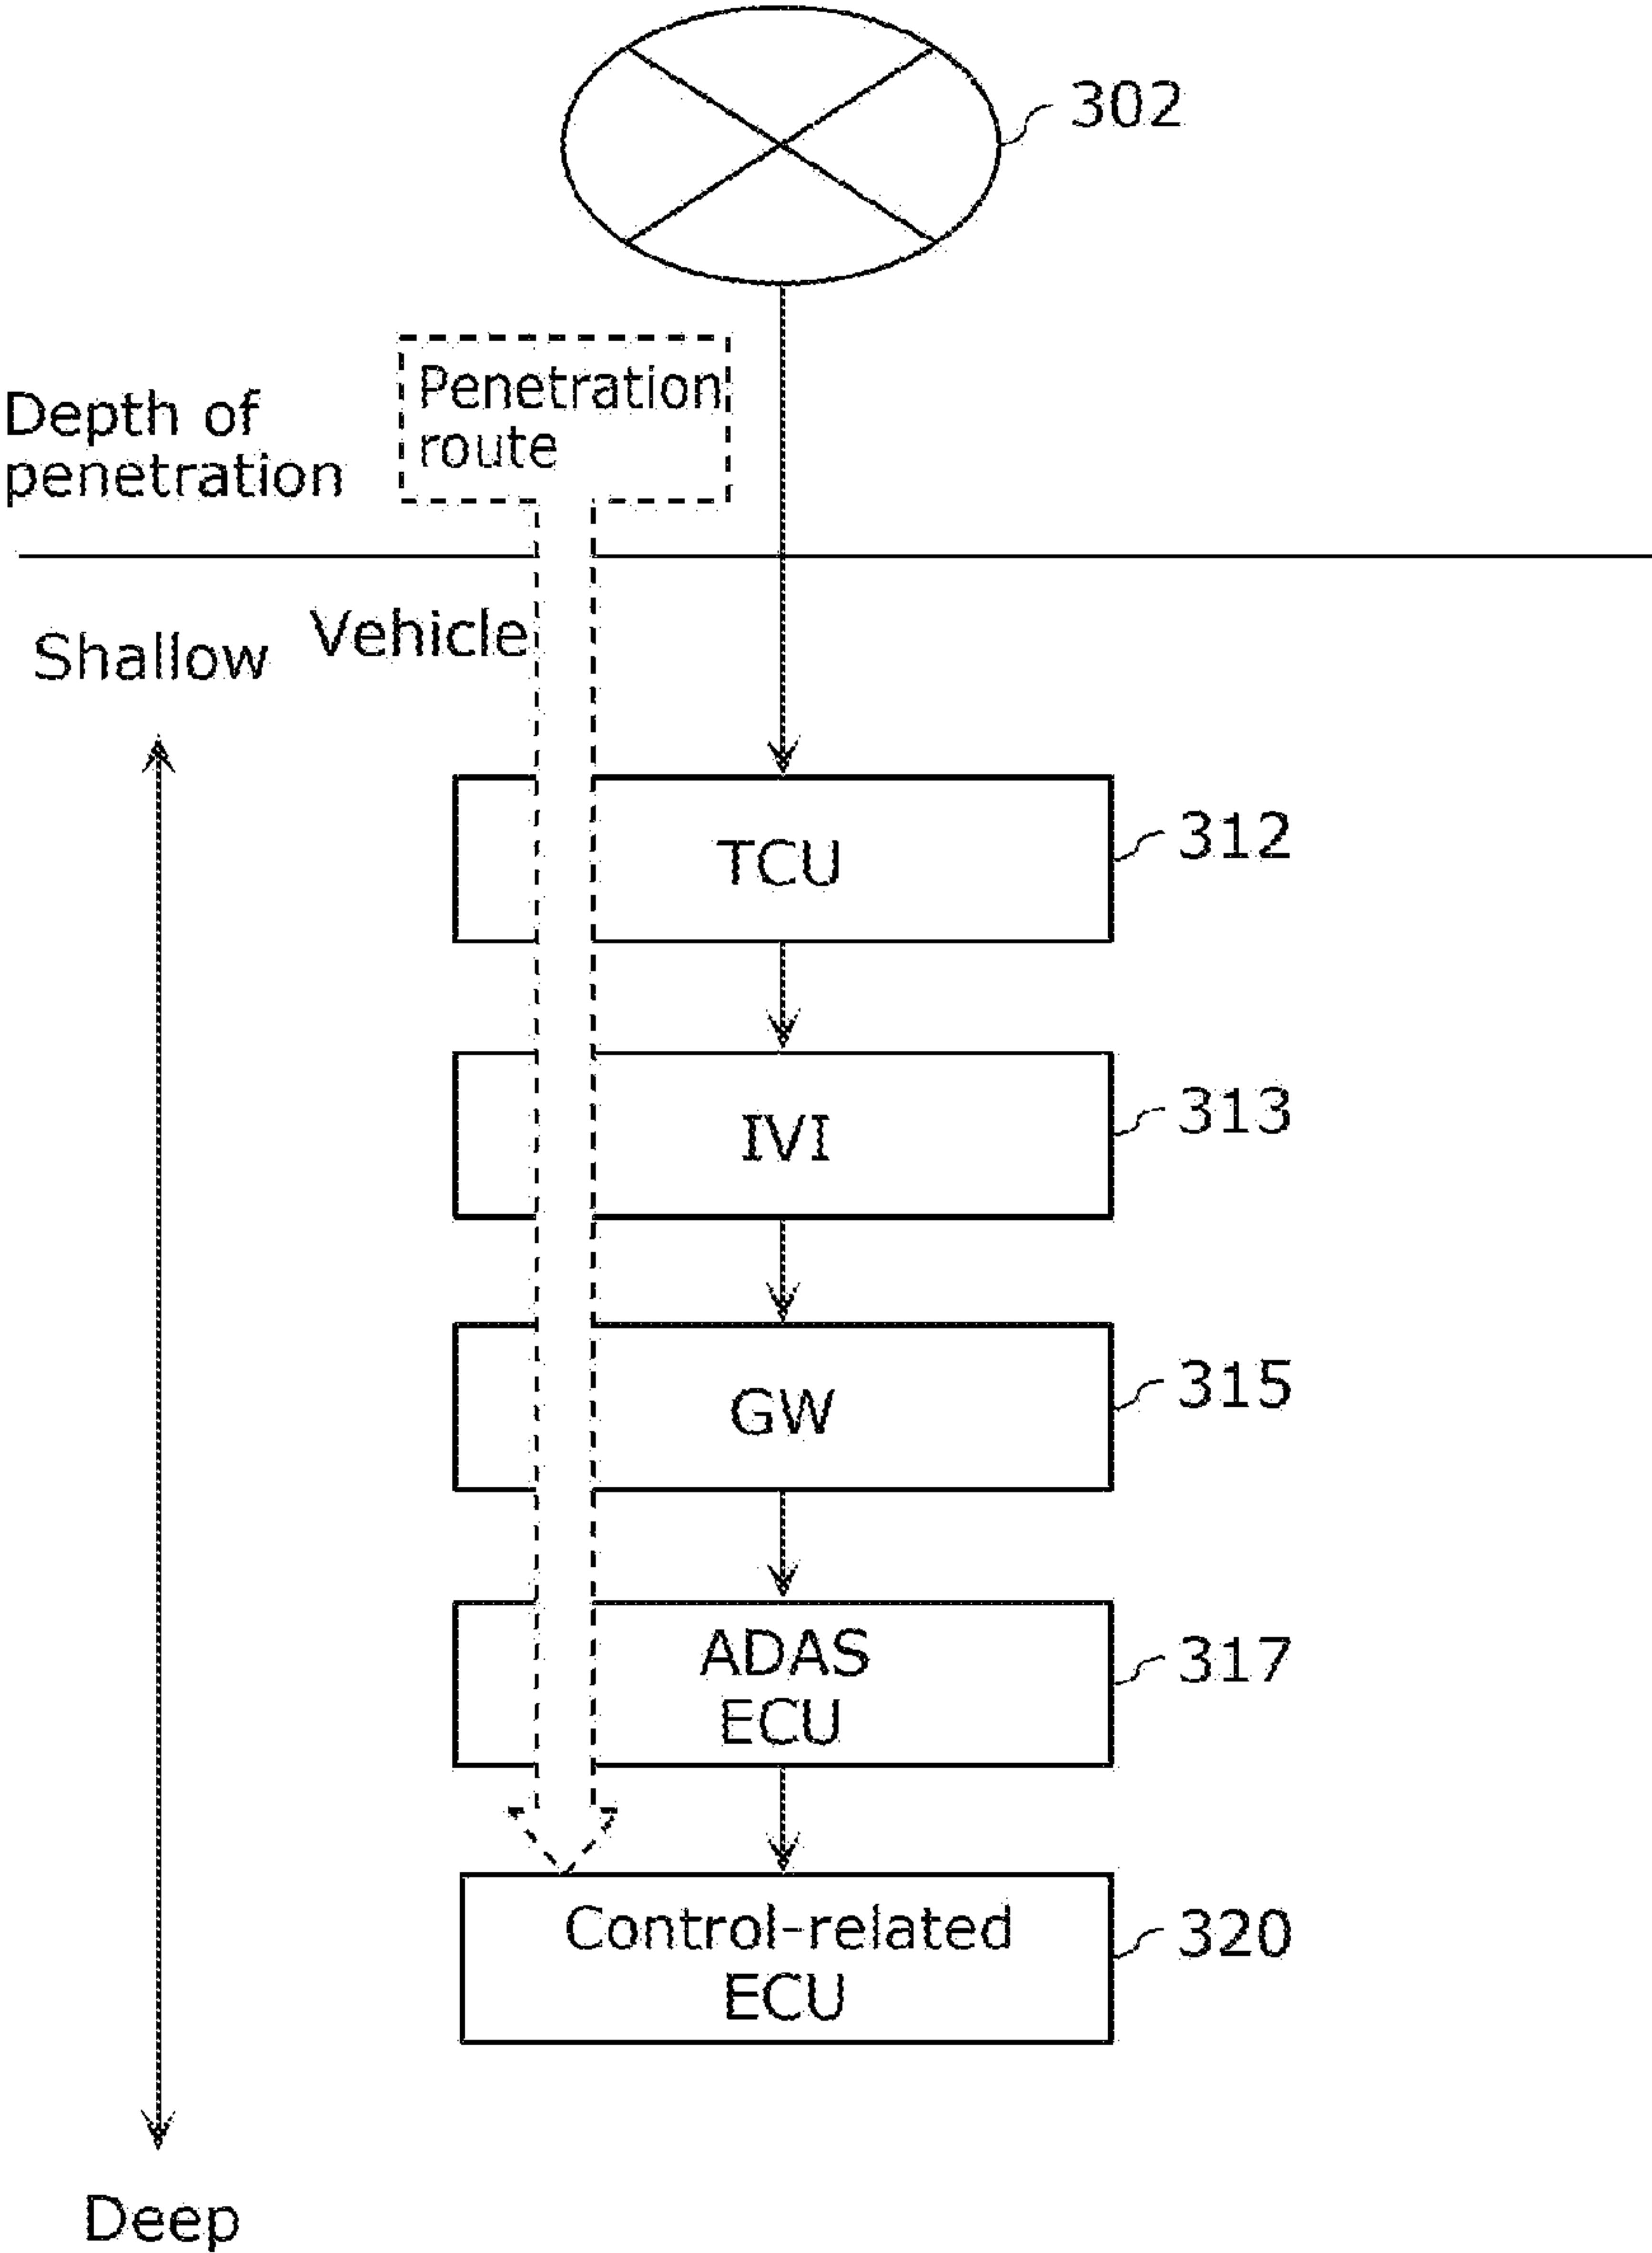 302
Penetration
route
Depth of
penetration
Vehicle
Shallow
TCU
312
IVI
313
GW
315
ADAS
ECU
317
Control-related
ECU
320
Deep